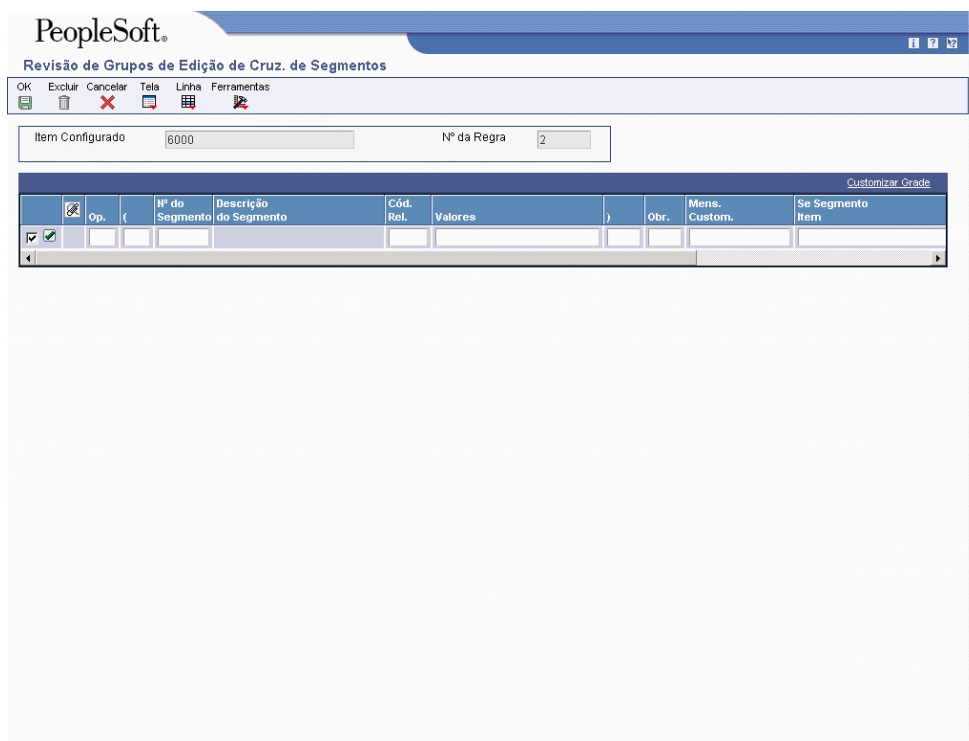 PeopleSoft.
Revisão de Grupos de Edição de Cruz. de Segmentos
OK Excluir Cancelar Tela Linha Ferramentas
Item Configurado 6000 Nº da Regra 2
Customizar Grade
Op. ( Nº do Segmento Descrição do Segmento Cód. Rel. Valores ) Obr. Mens. Custom. Se Segmento Item